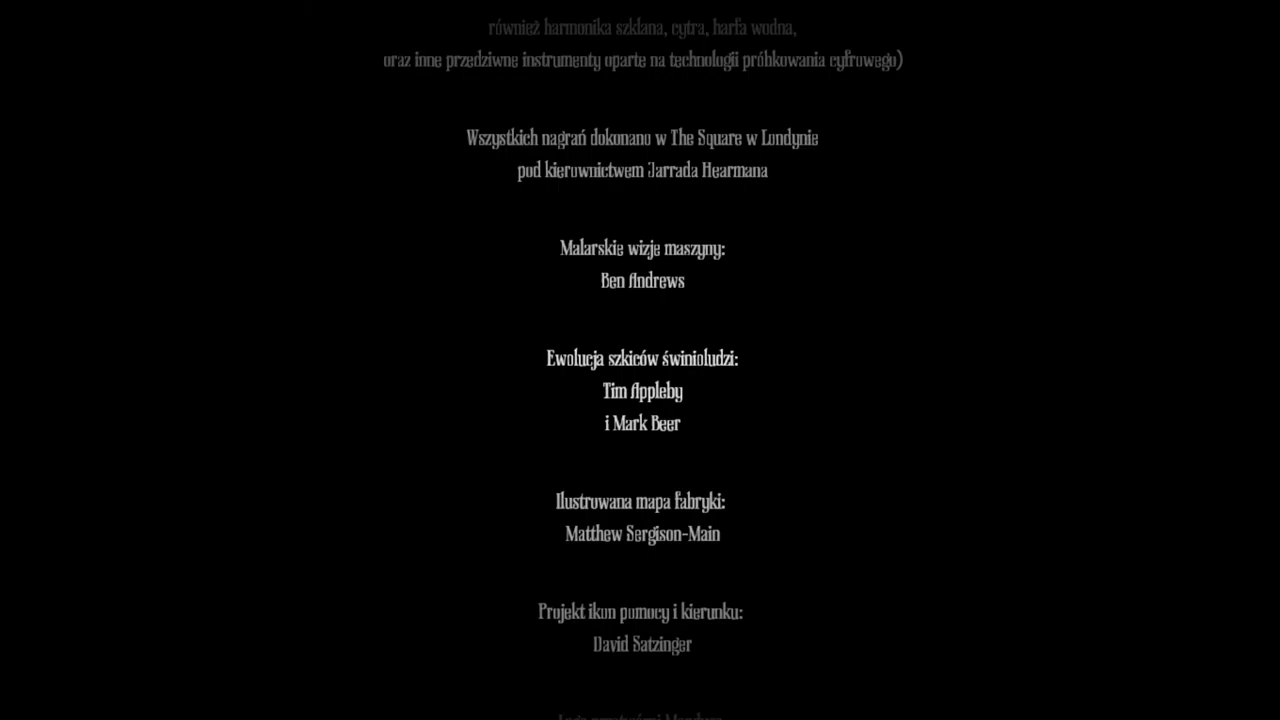 również harmonika szklana, cytra, harfa wodna,
oraz inne przedziwne instrumenty oparte na technologii próbkowania cyfrowego)
Wszystkich nagrań dokonano w The Square w Londynie
pod kierownictwem Jarrada Hearmana
Malarskie wizje maszyny:
Ben Andrews
Ewolucja szkiców świnioludzi:
Tim Appleby
i Mark Beer
Ilustrowana mapa fabryki:
Matthew Sergison-Main
Projekt ikon pomocy i kierunku:
David Satzinger